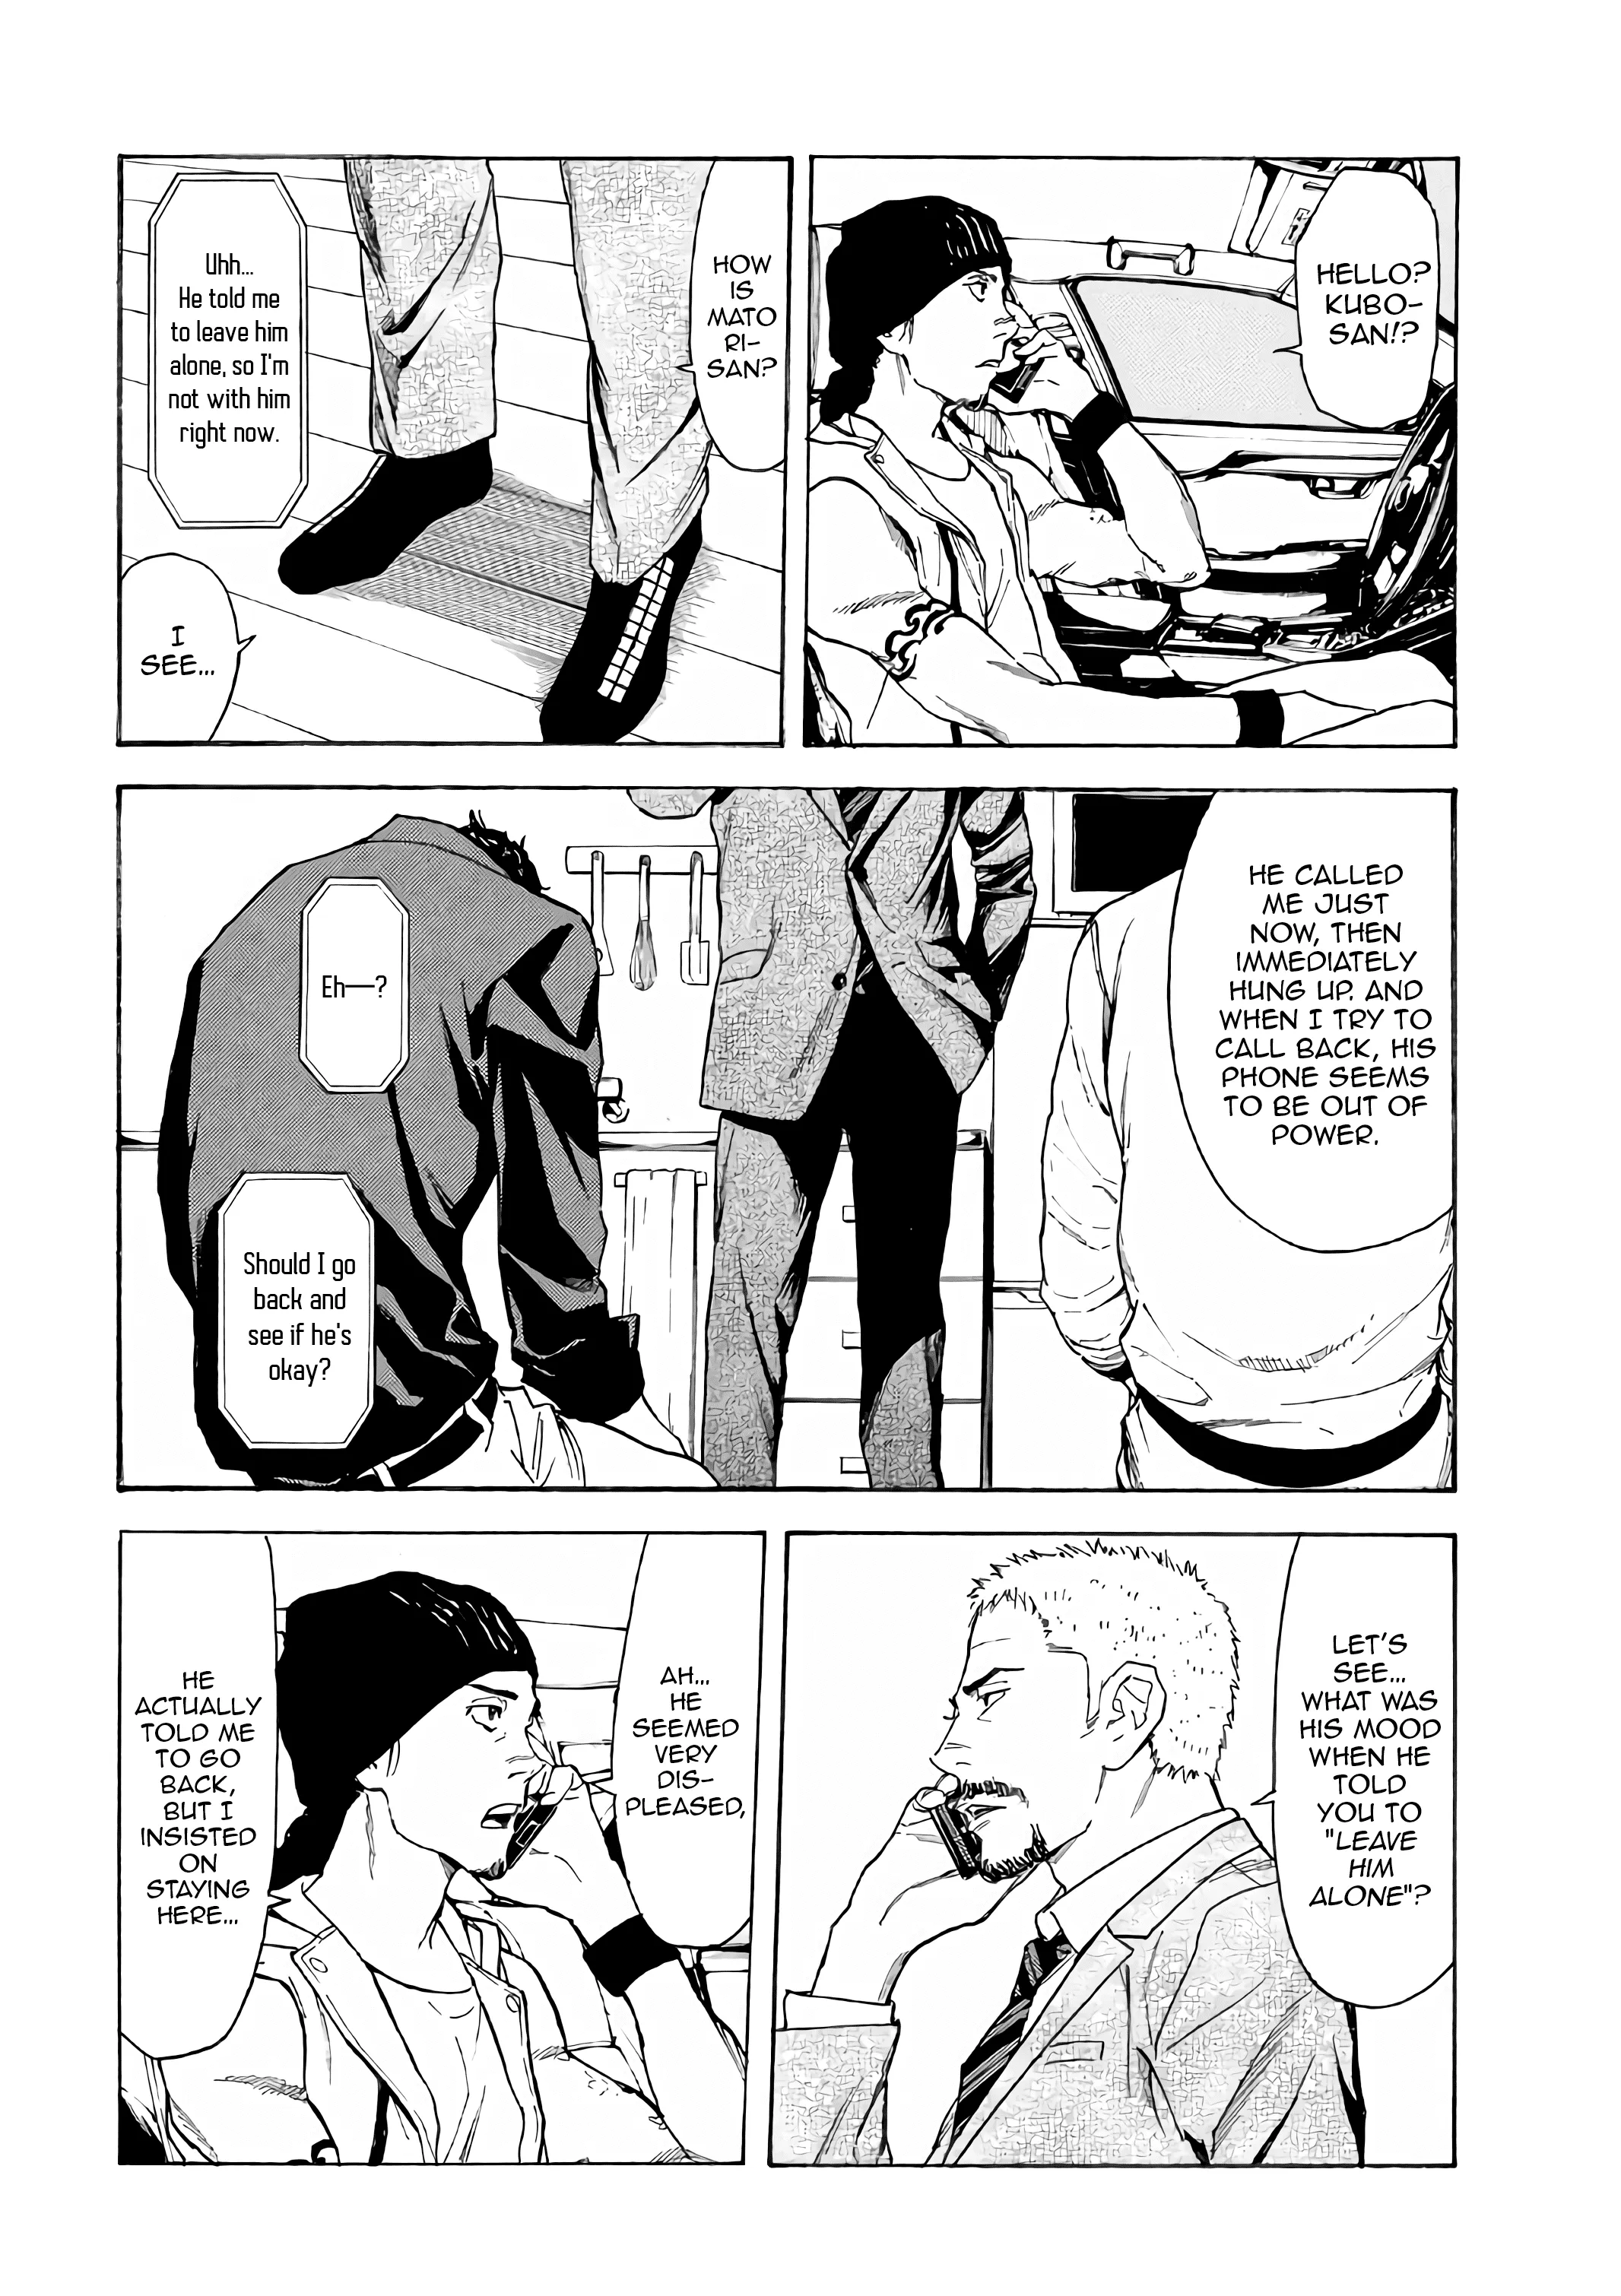 HELLO?
KUBO-
SAN!?
HOW
IS
MATO
RI-
SAN?
Uhh...
He told me
to leave him
alone, so I'm
not with him
right now.
I
SEE...
HE CALLED
ME JUST
NOW, THEN
IMMEDIATELY
HUNG UP. AND
WHEN I TRY TO
CALL BACK, HIS
PHONE SEEMS
TO BE OUT OF
POWER.
Eh—?
Should I go
back and
see if he's
okay?
LET'S
SEE...
WHAT WAS
HIS MOOD
WHEN HE
TOLD
YOU TO
"LEAVE
HIM
ALONE"?
AH...
HE
SEEMED
VERY
DIS-
PLEASED,
HE
ACTUALLY
TOLD ME
TO GO
BACK,
BUT I
INSISTED
ON
STAYING
HERE...